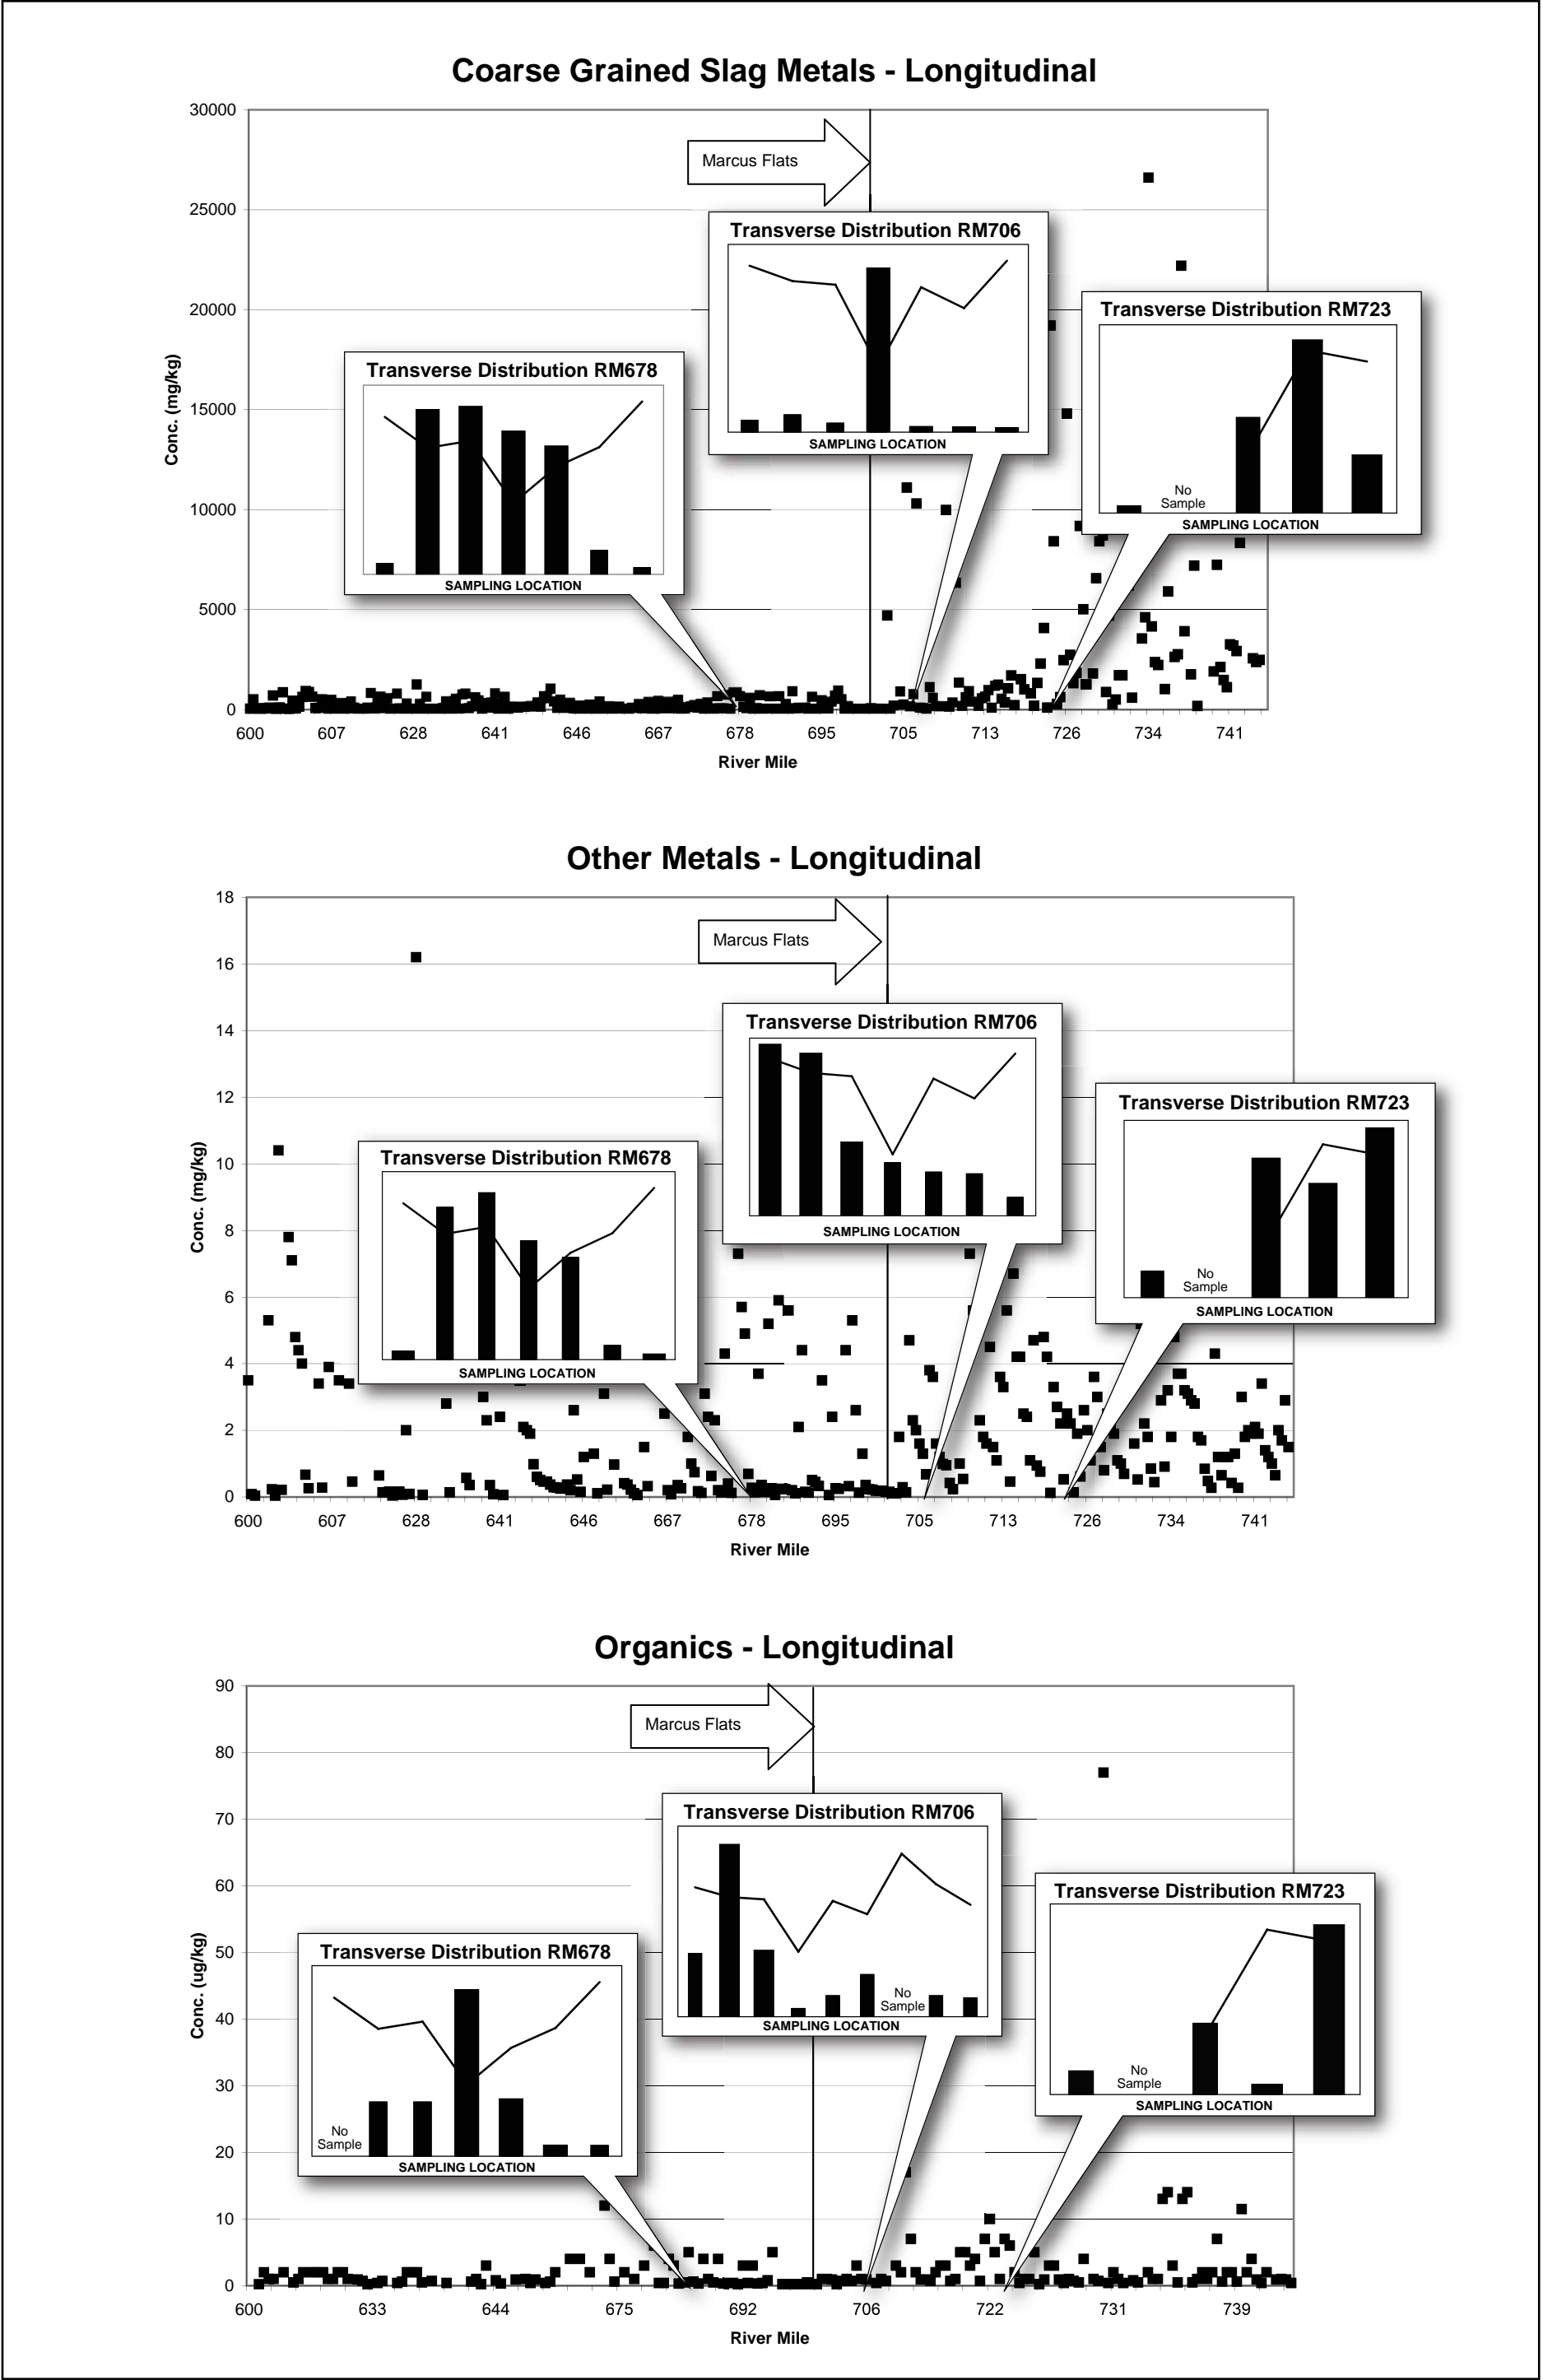 Coarse Grained Slag Metals - Longitudinal
30000
25000
20000
15000
10000
5000
0
Conc. (mg/kg)
Marcus Flats
Transverse Distribution RM706
SAMPLING LOCATION
Transverse Distribution RM723
No
Sample
SAMPLING LOCATION
Transverse Distribution RM678
SAMPLING LOCATION
600 607 628 641 646 667 678 695 705 713 726 734 741
River Mile
Other Metals - Longitudinal
18
16
14
12
10
8
6
4
2
0
Conc. (mg/kg)
Marcus Flats
Transverse Distribution RM706
SAMPLING LOCATION
Transverse Distribution RM723
No
Sample
SAMPLING LOCATION
Transverse Distribution RM678
SAMPLING LOCATION
600 607 628 641 646 667 678 695 705 713 726 734 741
River Mile
Organics - Longitudinal
90
80
70
60
50
40
30
20
10
0
Conc. (ug/kg)
Marcus Flats
Transverse Distribution RM706
No
Sample
SAMPLING LOCATION
Transverse Distribution RM723
No
Sample
SAMPLING LOCATION
Transverse Distribution RM678
No
Sample
SAMPLING LOCATION
600 633 644 675 692 706 722 731 739
River Mile